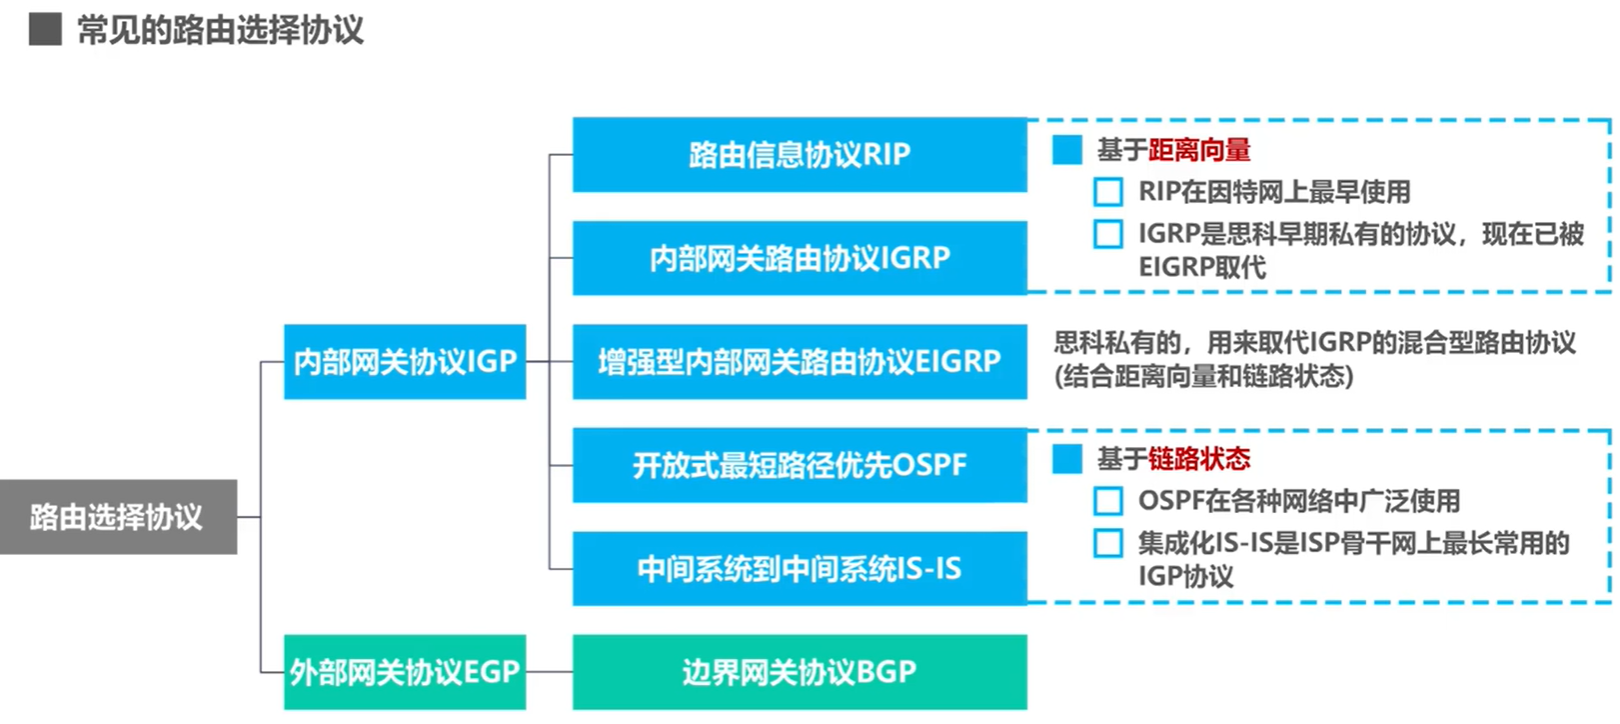 常见的路由选择协议
路由信息协议RIP
基于距离向量
RIP在因特网上最早使用
内部网关路由协议IGRP
IGRP是思科早期私有的协议，现在已被
EIGRP取代
内部网关协议IGP
增强型内部网关路由协议EIGRP
思科私有的，用来取代IGRP的混合型路由协议
(结合距离向量和链路状态)
开放式最短路径优先OSPF
基于链路状态
OSPF在各种网络中广泛使用
路由选择协议
中间系统到中间系统IS-IS
集成化IS-IS是ISP骨干网上最长常用的
IGP协议
外部网关协议EGP
边界网关协议BGP